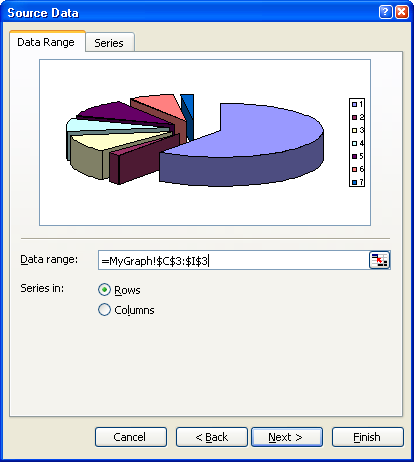 Source Data
Data Range Series
1
2
3
4
5
6
7
Data range: =MyGraph!$C$3:$I$3
Series in: Rows
Columns
Cancel < Back Next > Finish